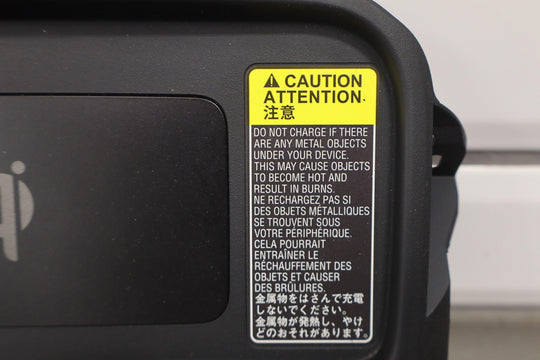 ⚠ CAUTION
ATTENTION.
注意
DO NOT CHARGE IF THERE
ARE ANY METAL OBJECTS
UNDER YOUR DEVICE.
THIS MAY CAUSE OBJECTS
TO BECOME HOT AND
RESULT IN BURNS.
NE RECHARGEZ PAS SI
DES OBJETS MÉTALLIQUES
SE TROUVENT SOUS
VOTRE PÉRIPHÉRIQUE.
CELA POURRAIT
ENTRAÎNER LE
RÉCHAUFFEMENT DES
OBJETS ET CAUSER
DES BRÛLURES.
金属物をはさんで充電
しないでください。
金属物が発熱し、やけ
どのおそれがあります。